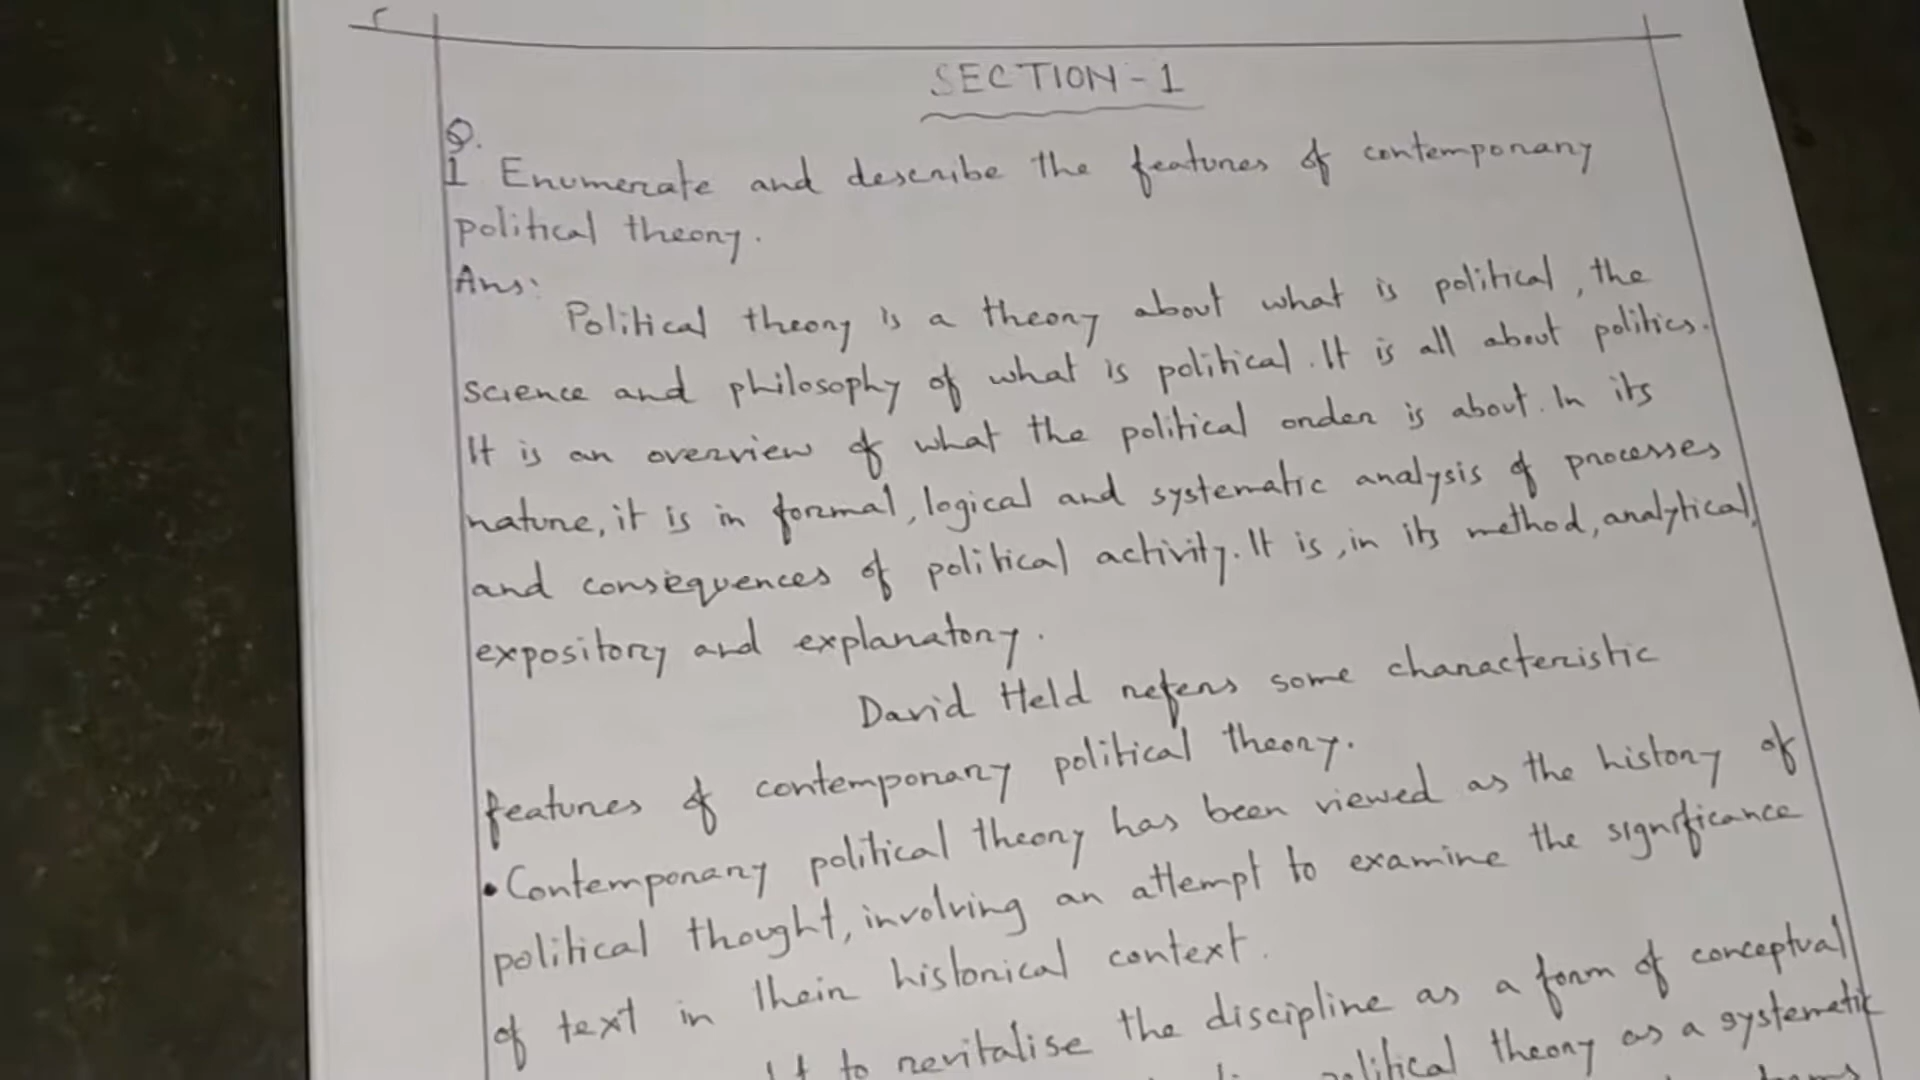 SECTION-1
Q.
1 Enumerate and describe the features of contemporary
political theory.
Ans:
Political theory is a theory about what is political, the
science and philosophy of what is political. It is all about politics.
It is an overview of what the political order is about. In its
nature, it is in formal, logical and systematic analysis of processes
and consequences of political activity. It is, in its method, analytical,
expository and explanatory.
David Held refers some characteristic
features of contemporary political theory.
• Contemporary political theory has been viewed as the history of
political thought, involving an attempt to examine the significance
of text in their historical context.
to revitalise the discipline as a form of conceptual
political theory as a systematic